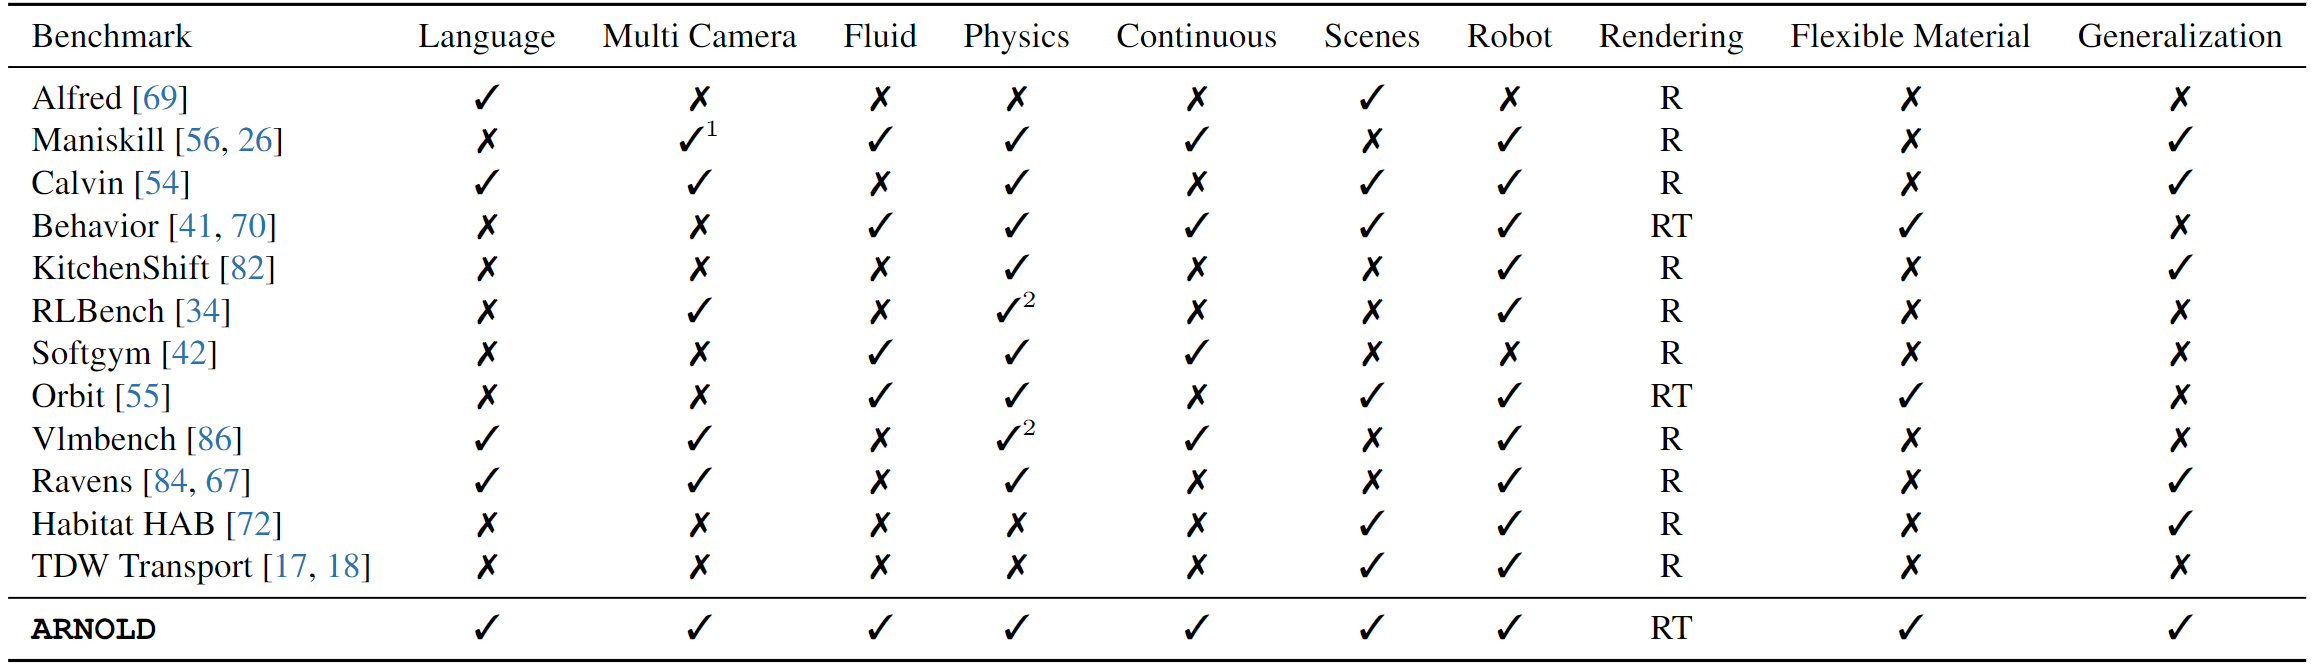 Benchmark Language Multi Camera Fluid Physics Continuous Scenes Robot Rendering Flexible Material Generalization
Alfred [69] ✓ ✗ ✗ ✗ ✗ ✓ ✗ R ✗ ✗
Maniskill [56, 26] ✗ ✓1 ✓ ✓ ✓ ✗ ✓ R ✗ ✓
Calvin [54] ✓ ✓ ✗ ✓ ✗ ✓ ✓ R ✗ ✓
Behavior [41, 70] ✗ ✗ ✓ ✓ ✓ ✓ ✓ RT ✓ ✗
KitchenShift [82] ✗ ✗ ✗ ✓ ✗ ✗ ✓ R ✗ ✓
RLBench [34] ✗ ✓ ✗ ✓2 ✗ ✗ ✓ R ✗ ✗
Softgym [42] ✗ ✗ ✓ ✓ ✓ ✗ ✗ R ✗ ✗
Orbit [55] ✗ ✗ ✓ ✓ ✗ ✓ ✓ RT ✓ ✗
Vlmbench [86] ✓ ✓ ✗ ✓2 ✓ ✗ ✓ R ✗ ✗
Ravens [84, 67] ✓ ✓ ✗ ✓ ✗ ✗ ✓ R ✗ ✓
Habitat HAB [72] ✗ ✗ ✗ ✗ ✗ ✓ ✓ R ✗ ✓
TDW Transport [17, 18] ✗ ✗ ✗ ✗ ✗ ✓ ✓ R ✗ ✗
ARNOLD ✓ ✓ ✓ ✓ ✓ ✓ ✓ RT ✓ ✓